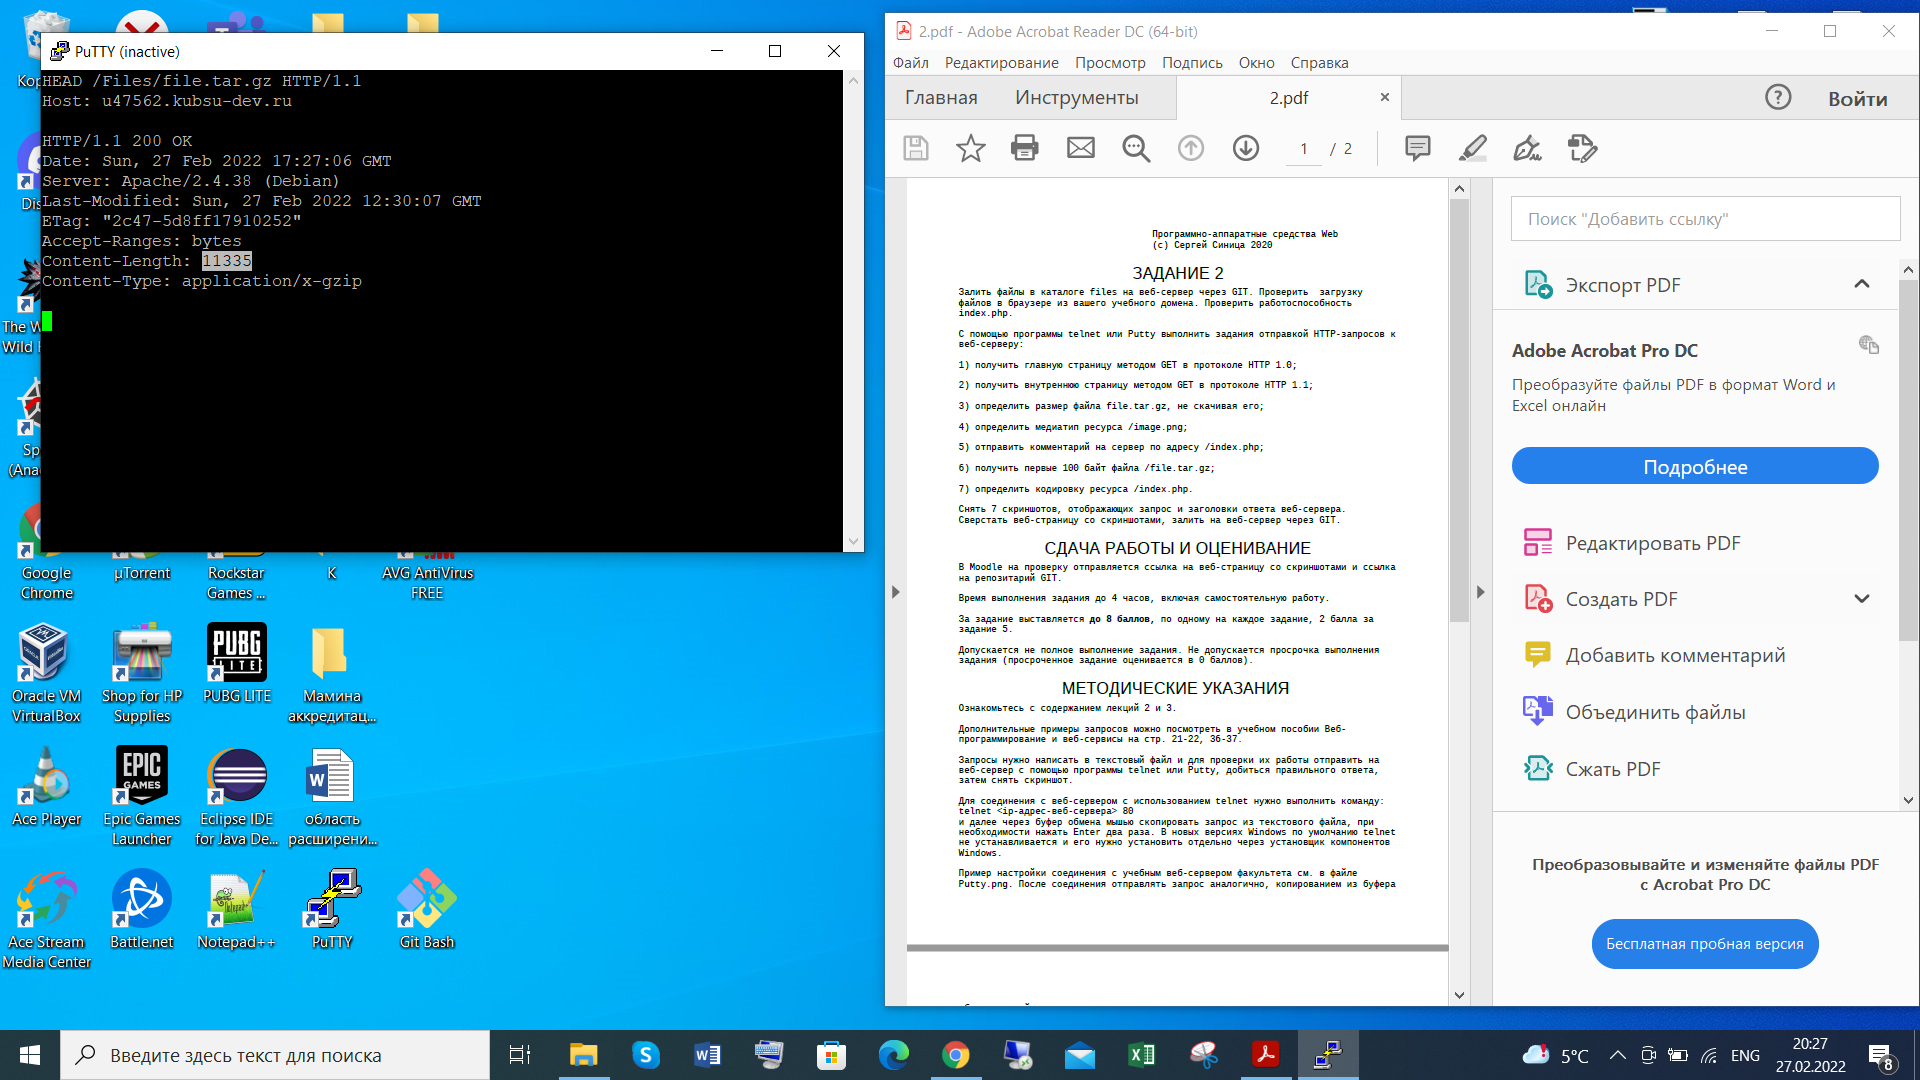 PuTTY (inactive)
HEAD /Files/file.tar.gz HTTP/1.1
Host: u47562.kubsu-dev.ru
HTTP/1.1 200 OK
Date: Sun, 27 Feb 2022 17:27:06 GMT
Server: Apache/2.4.38 (Debian)
Last-Modified: Sun, 27 Feb 2022 12:30:07 GMT
ETag: "2c47-5d8ff17910252"
Accept-Ranges: bytes
Content-Length: 11335
Content-Type: application/x-gzip
The W
Wild
Google
Chrome
µTorrent
Rockstar
Games ...
K
AVG AntiVirus
FREE
Oracle VM
VirtualBox
Shop for HP
Supplies
PUBG
LITE
PUBG LITE
Мамина
аккредитац...
Ace Player
EPIC
GAMES
Epic Games
Launcher
Eclipse IDE
for Java De...
область
расширени...
Ace Stream
Media Center
Battle.net
Notepad++
PuTTY
Git Bash
2.pdf - Adobe Acrobat Reader DC (64-bit)
Файл Редактирование Просмотр Подпись Окно Справка
Главная Инструменты 2.pdf Войти
1 / 2
Программно-аппаратные средства Web
(c) Сергей Синица 2020
ЗАДАНИЕ 2
Залить файлы в каталоге files на веб-сервер через GIT. Проверить загрузку
файлов в браузере из вашего учебного домена. Проверить работоспособность
index.php.
С помощью программы telnet или Putty выполнить задания отправкой HTTP-запросов к
веб-серверу:
1) получить главную страницу методом GET в протоколе HTTP 1.0;
2) получить внутреннюю страницу методом GET в протоколе HTTP 1.1;
3) определить размер файла file.tar.gz, не скачивая его;
4) определить медиатип ресурса /image.png;
5) отправить комментарий на сервер по адресу /index.php;
6) получить первые 100 байт файла /file.tar.gz;
7) определить кодировку ресурса /index.php.
Снять 7 скриншотов, отображающих запрос и заголовки ответа веб-сервера.
Сверстать веб-страницу со скриншотами, залить на веб-сервер через GIT.
СДАЧА РАБОТЫ И ОЦЕНИВАНИЕ
В Moodle на проверку отправляется ссылка на веб-страницу со скриншотами и ссылка
на репозитарий GIT.
Время выполнения задания до 4 часов, включая самостоятельную работу.
За задание выставляется до 8 баллов, по одному на каждое задание, 2 балла за
задание 5.
Допускается не полное выполнение задания. Не допускается просрочка выполнения
задания (просроченное задание оценивается в 0 баллов).
МЕТОДИЧЕСКИЕ УКАЗАНИЯ
Ознакомьтесь с содержанием лекций 2 и 3.
Дополнительные примеры запросов можно посмотреть в учебном пособии Веб-
программирование и веб-сервисы на стр. 21-22, 36-37.
Запросы нужно написать в текстовый файл и для проверки их работы отправить на
веб-сервер с помощью программы telnet или Putty, добиться правильного ответа,
затем снять скриншот.
Для соединения с веб-сервером с использованием telnet нужно выполнить команду:
telnet <ip-адрес-веб-сервера> 80
и далее через буфер обмена мышью скопировать запрос из текстового файла, при
необходимости нажать Enter два раза. В новых версиях Windows по умолчанию telnet
не устанавливается и его нужно установить отдельно через установщик компонентов
Windows.
Пример настройки соединения с учебным веб-сервером факультета см. в файле
Putty.png. После соединения отправлять запрос аналогично, копированием из буфера
Поиск "Добавить ссылку"
Экспорт PDF
Adobe Acrobat Pro DC
Преобразуйте файлы PDF в формат Word и
Excel онлайн
Подробнее
Редактировать PDF
Создать PDF
Добавить комментарий
Объединить файлы
Сжать PDF
Преобразовывайте и изменяйте файлы PDF
с Acrobat Pro DC
Бесплатная пробная версия
Введите здесь текст для поиска
5°C
ENG
20:27
27.02.2022
8